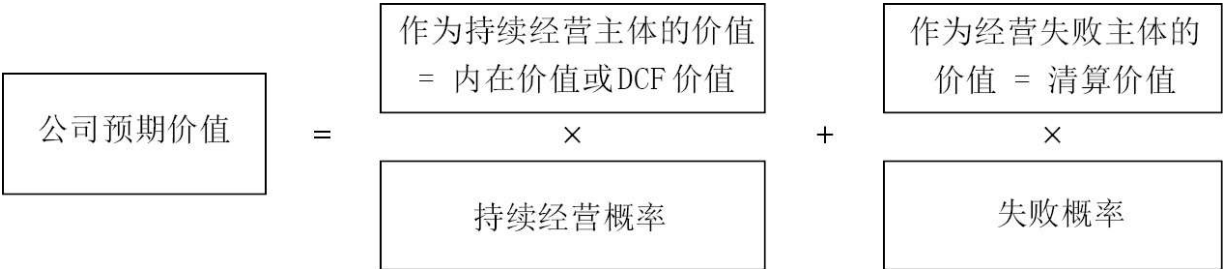 公司预期价值
=
作为持续经营主体的价值
= 内在价值或DCF价值
×
持续经营概率
+
作为经营失败主体的
价值 = 清算价值
×
失败概率